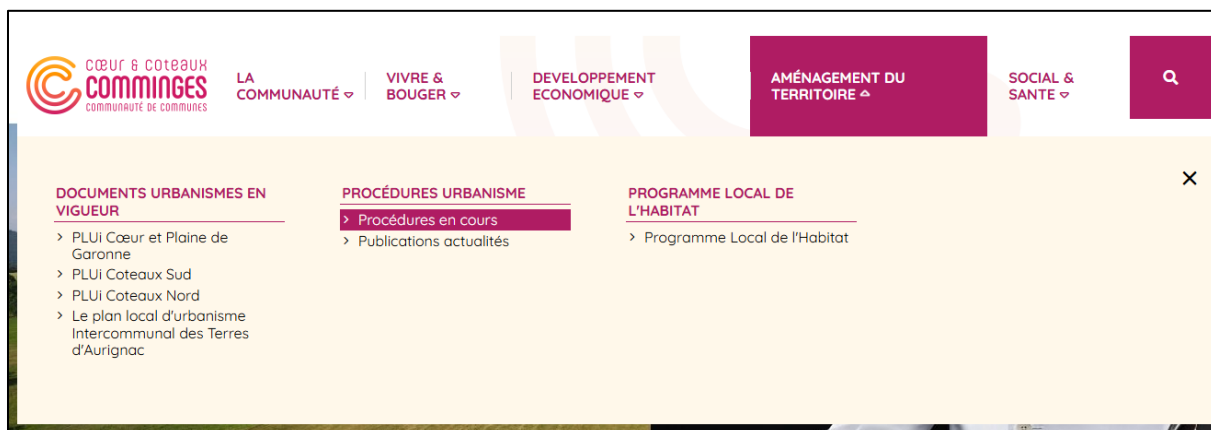 cœur & coteaux
COMMINGES
COMMUNAUTÉ DE COMMUNES
LA
COMMUNAUTÉ
VIVRE &
BOUGER
DEVELOPPEMENT
ECONOMIQUE
AMÉNAGEMENT DU
TERRITOIRE
SOCIAL &
SANTE
DOCUMENTS URBANISMES EN
VIGUEUR
> PLUi Cœur et Plaine de
Garonne
> PLUi Coteaux Sud
> PLUi Coteaux Nord
> Le plan local d'urbanisme
Intercommunal des Terres
d'Aurignac
PROCÉDURES URBANISME
> Procédures en cours
> Publications actualités
PROGRAMME LOCAL DE
L'HABITAT
> Programme Local de l'Habitat